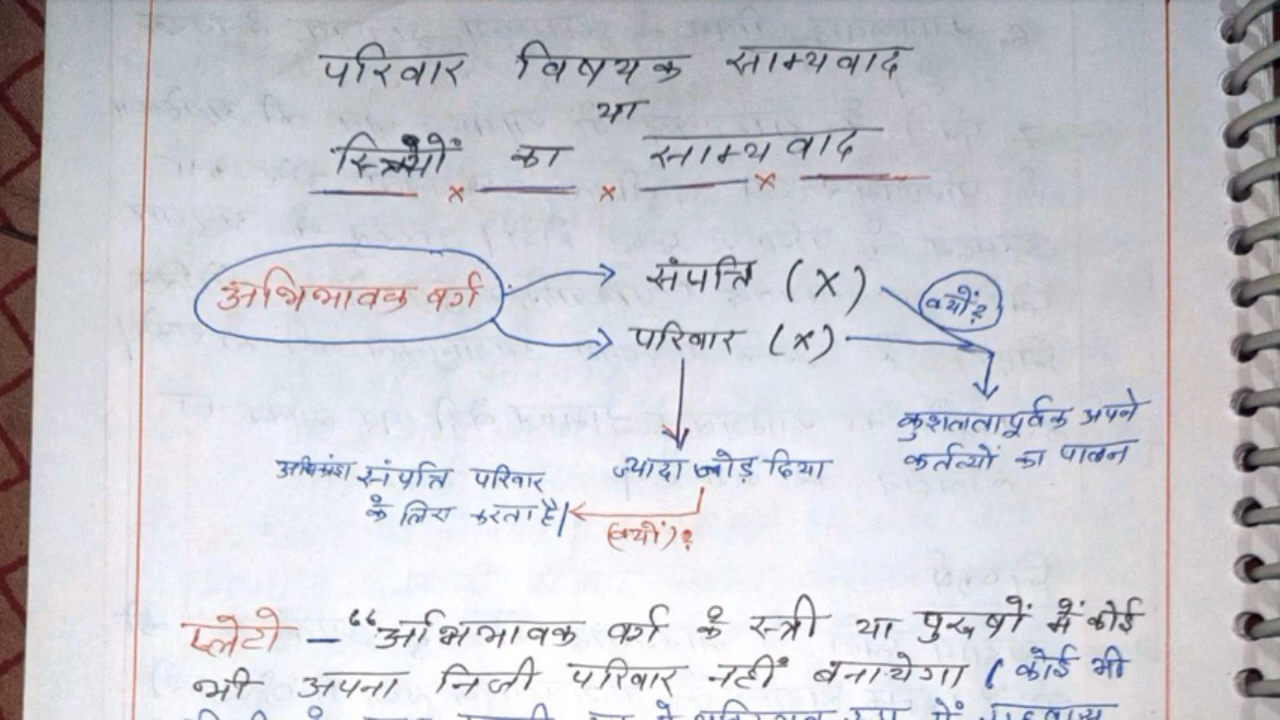 परिवार विषयक साम्यवाद
या
स्त्रियों का साम्यवाद
अभिभावक वर्ग
संपत्ति (X)
क्यों?
परिवार (x)
कुशलतापूर्वक अपने
कर्तव्यों का पालन
ज्यादा जोड़ दिया
संपत्ति परिवार
के लिए करता है|
(क्यों)?
प्लेटो – “अभिभावक वर्ग के स्त्री या पुरुषों में कोई
भी अपना निजी परिवार नहीं बनायेगा ( कोई भी